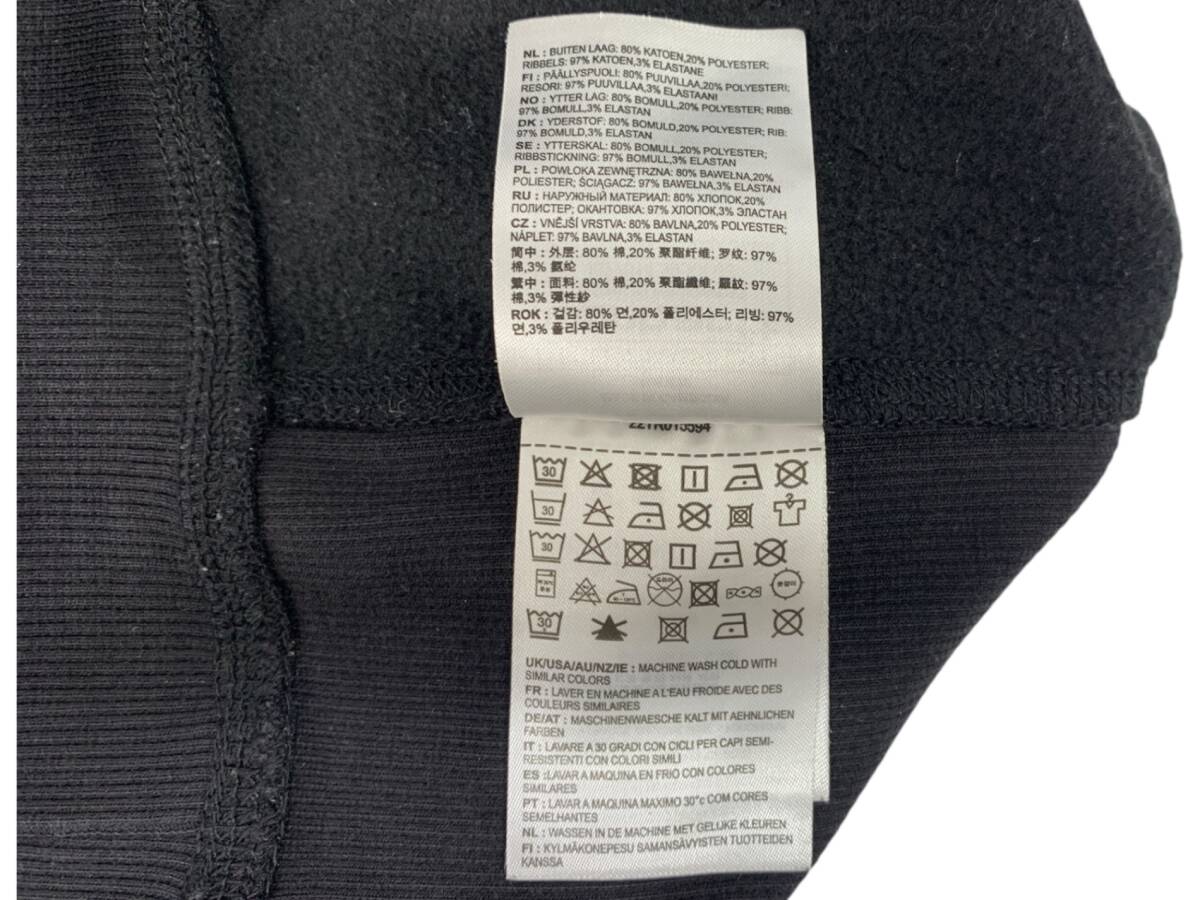 NL : BUITEN LAAG: 80% KATOEN,20% POLYESTER;
RIBBELS: 97% KATOEN,3% ELASTANE
FI : PÄÄLLYSPUOLI: 80% PUUVILLAA,20% POLYESTERI;
RESORI: 97% PUUVILLAA,3% ELASTAANI
NO : YTTER LAG: 80% BOMULL,20% POLYESTER; RIBB:
97% BOMULL,3% ELASTAN
DK : YDERSTOF: 80% BOMULD,20% POLYESTER; RIB:
97% BOMULD,3% ELASTAN
SE : YTTERSKAL: 80% BOMULL,20% POLYESTER;
RIBBSTICKNING: 97% BOMULL,3% ELASTAN
PL : POWŁOKA ZEWNĘTRZNA: 80% BAWEŁNA,20%
POLIESTER; ŚCIĄGACZ: 97% BAWEŁNA,3% ELASTAN
RU : НАРУЖНЫЙ МАТЕРИАЛ: 80% ХЛОПОК,20%
ПОЛИСТЕР; ОКАНТОВКА: 97% ХЛОПОК,3% ЭЛАСТАН
CZ : VNĚJŠÍ VRSTVA: 80% BAVLNA,20% POLYESTER;
NÁPLET: 97% BAVLNA,3% ELASTAN
简中 : 外层: 80% 棉,20% 聚酯纤维; 罗纹: 97%
棉,3% 氨纶
繁中 : 面料: 80% 棉,20% 聚酯纖維; 羅紋: 97%
棉,3% 彈性紗
ROK : 겉감: 80% 면,20% 폴리에스터; 리빙: 97%
면,3% 폴리우레탄
221R015594
30
30
30
30
UK/USA/AU/NZ/IE : MACHINE WASH COLD WITH
SIMILAR COLORS
FR : LAVER EN MACHINE A L'EAU FROIDE AVEC DES
COULEURS SIMILAIRES
DE/AT : MASCHINENWAESCHE KALT MIT AEHNLICHEN
FARBEN
IT : LAVARE A 30 GRADI CON CICLI PER CAPI SEMI-
RESISTENTI CON COLORI SIMILI
ES :LAVAR A MAQUINA EN FRIO CON COLORES
SIMILARES
PT : LAVAR A MAQUINA MAXIMO 30°c COM CORES
SEMELHANTES
NL : WASSEN IN DE MACHINE MET GELIJKE KLEUREN
FI : KYLMÄKONEPESU SAMANSÄVYISTEN TUOTTEIDEN
KANSSA